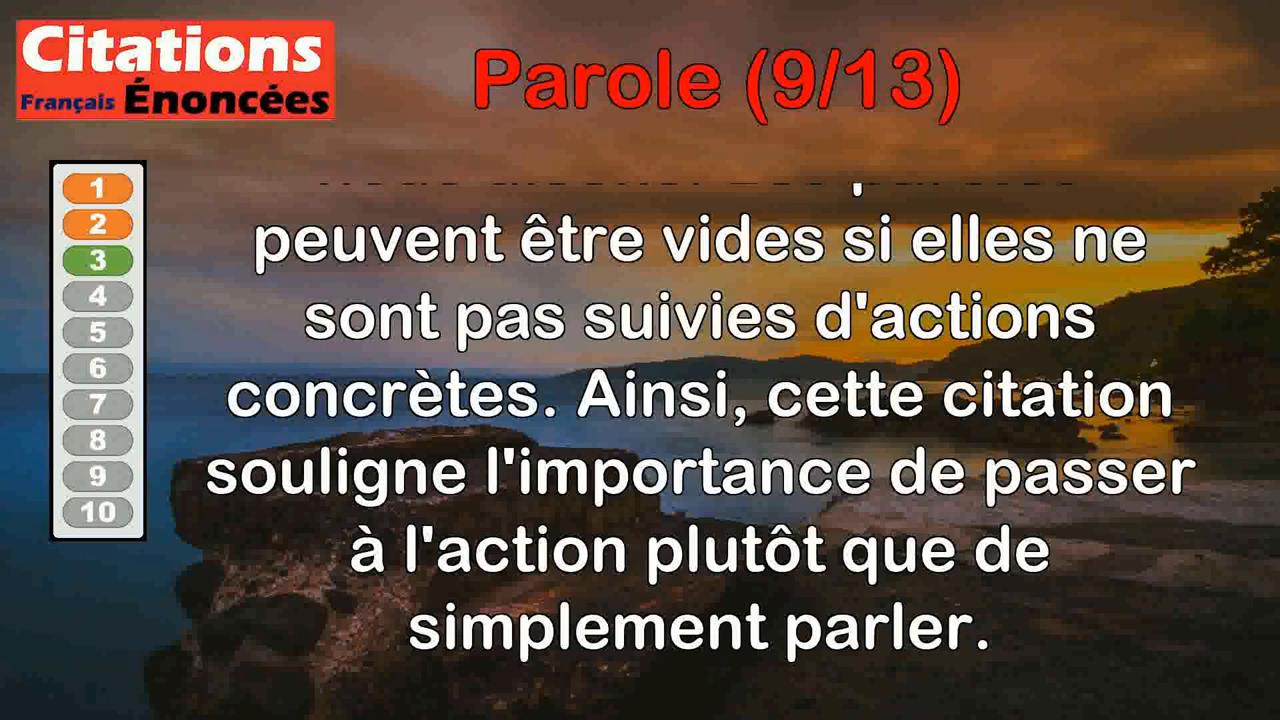 Citations
Français Énoncées
Parole (9/13)
1
2
3
4
5
6
7
8
9
10
peuvent être vides si elles ne
sont pas suivies d'actions
concrètes. Ainsi, cette citation
souligne l'importance de passer
à l'action plutôt que de
simplement parler.